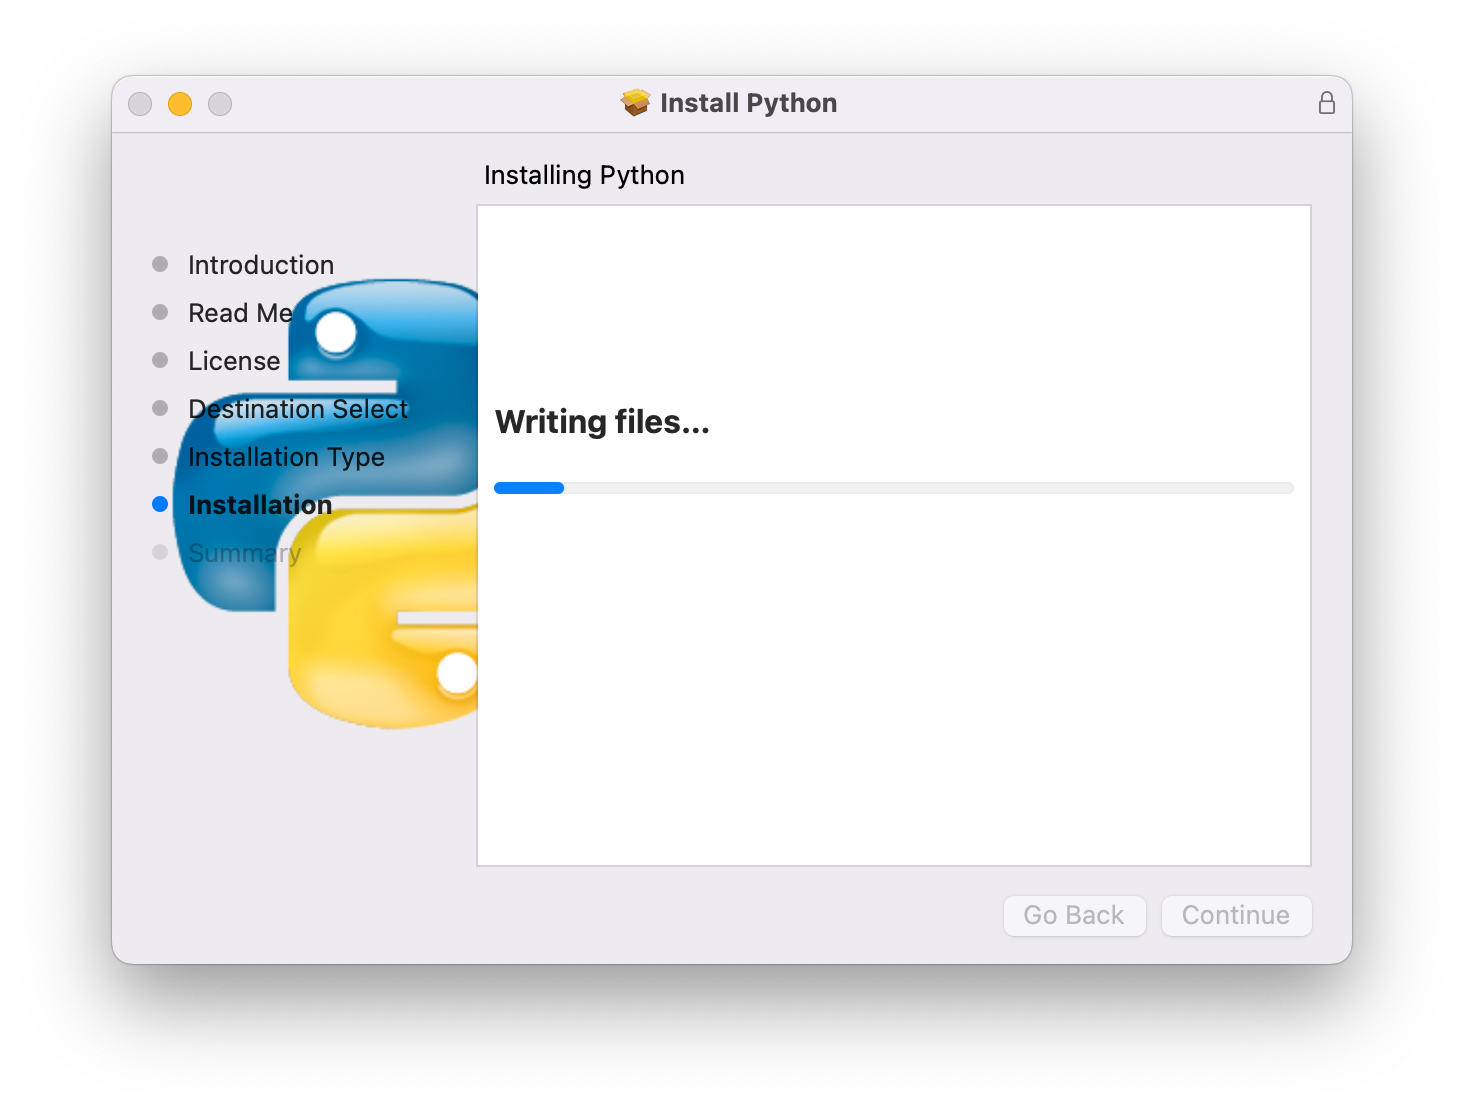 Install Python
Installing Python
Introduction
Read Me
License
Destination Select
Installation Type
Installation
Summary
Writing files...
Go Back
Continue